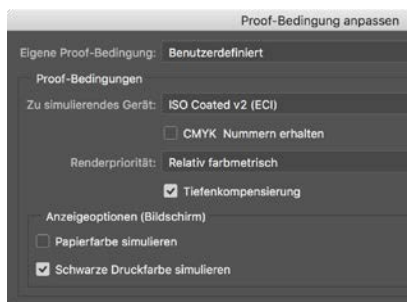 Proof-Bedingung anpassen
Eigene Proof-Bedingung: Benutzerdefiniert
Proof-Bedingungen
Zu simulierendes Gerät: ISO Coated v2 (ECI)
CMYK Nummern erhalten
Renderpriorität: Relativ farbmetrisch
Tiefenkompensierung
Anzeigeoptionen (Bildschirm)
Papierfarbe simulieren
Schwarze Druckfarbe simulieren